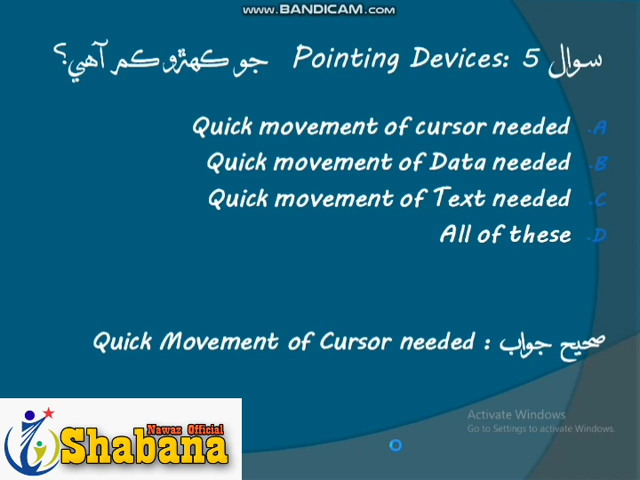 WWW.BANDICAM.COM
سوال 5 :Pointing Devices جو ڪهڙو ڪم آهي؟
A. Quick movement of cursor needed
B. Quick movement of Data needed
C. Quick movement of Text needed
D. All of these
صحيح جواب : Quick Movement of Cursor needed
Activate Windows
Go to Settings to activate Windows.
Nawaz Official
Shabana